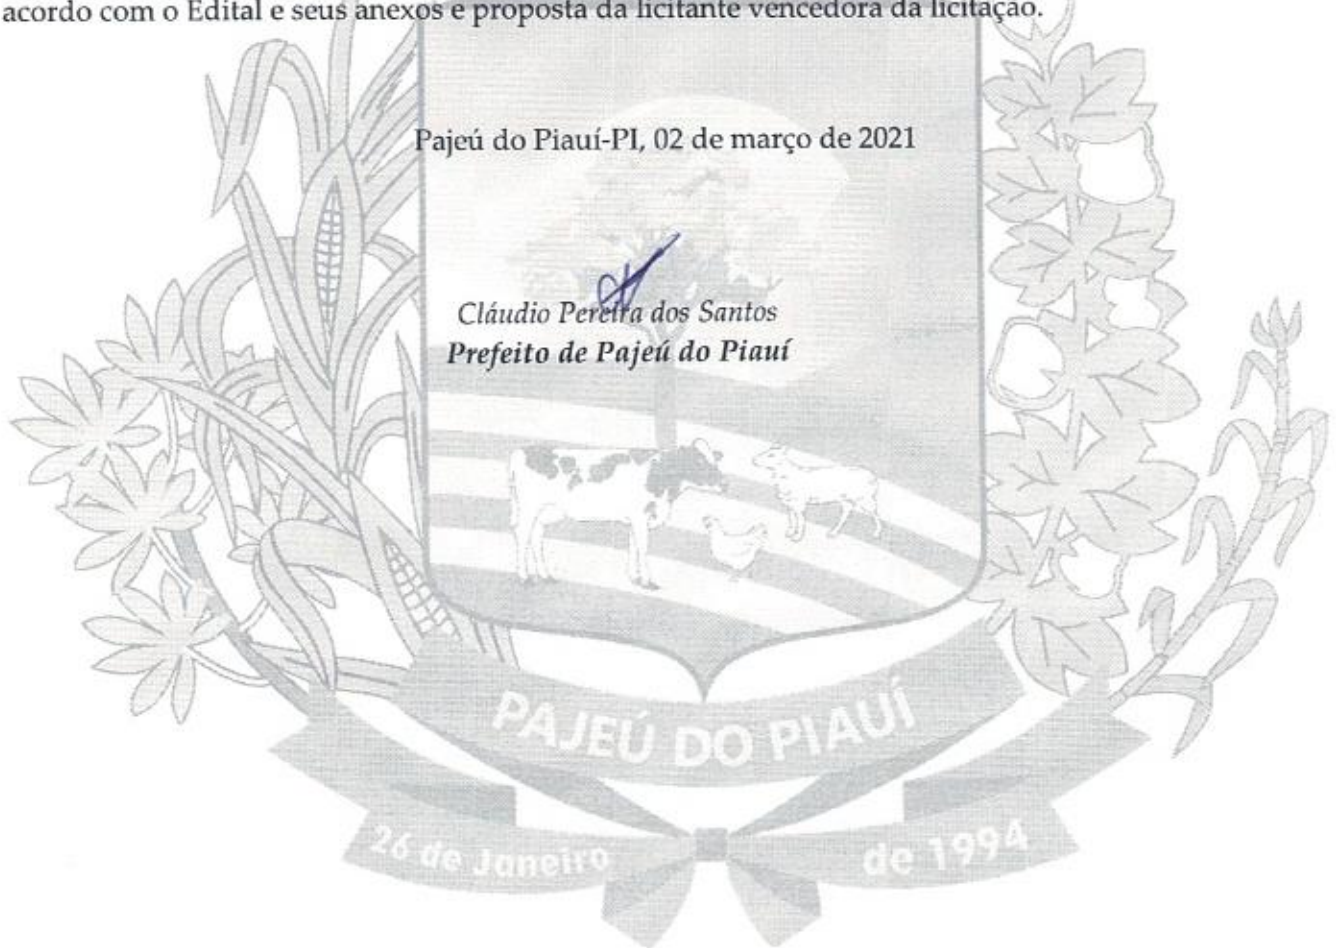 acordo com o Edital e seus anexos e proposta da licitante vencedora da licitação.
Pajeú do Piauí-PI, 02 de março de 2021
Cláudio Pereira dos Santos
Prefeito de Pajeú do Piauí
PAJEÚ DO PIAUÍ
26 de Janeiro
de 1994